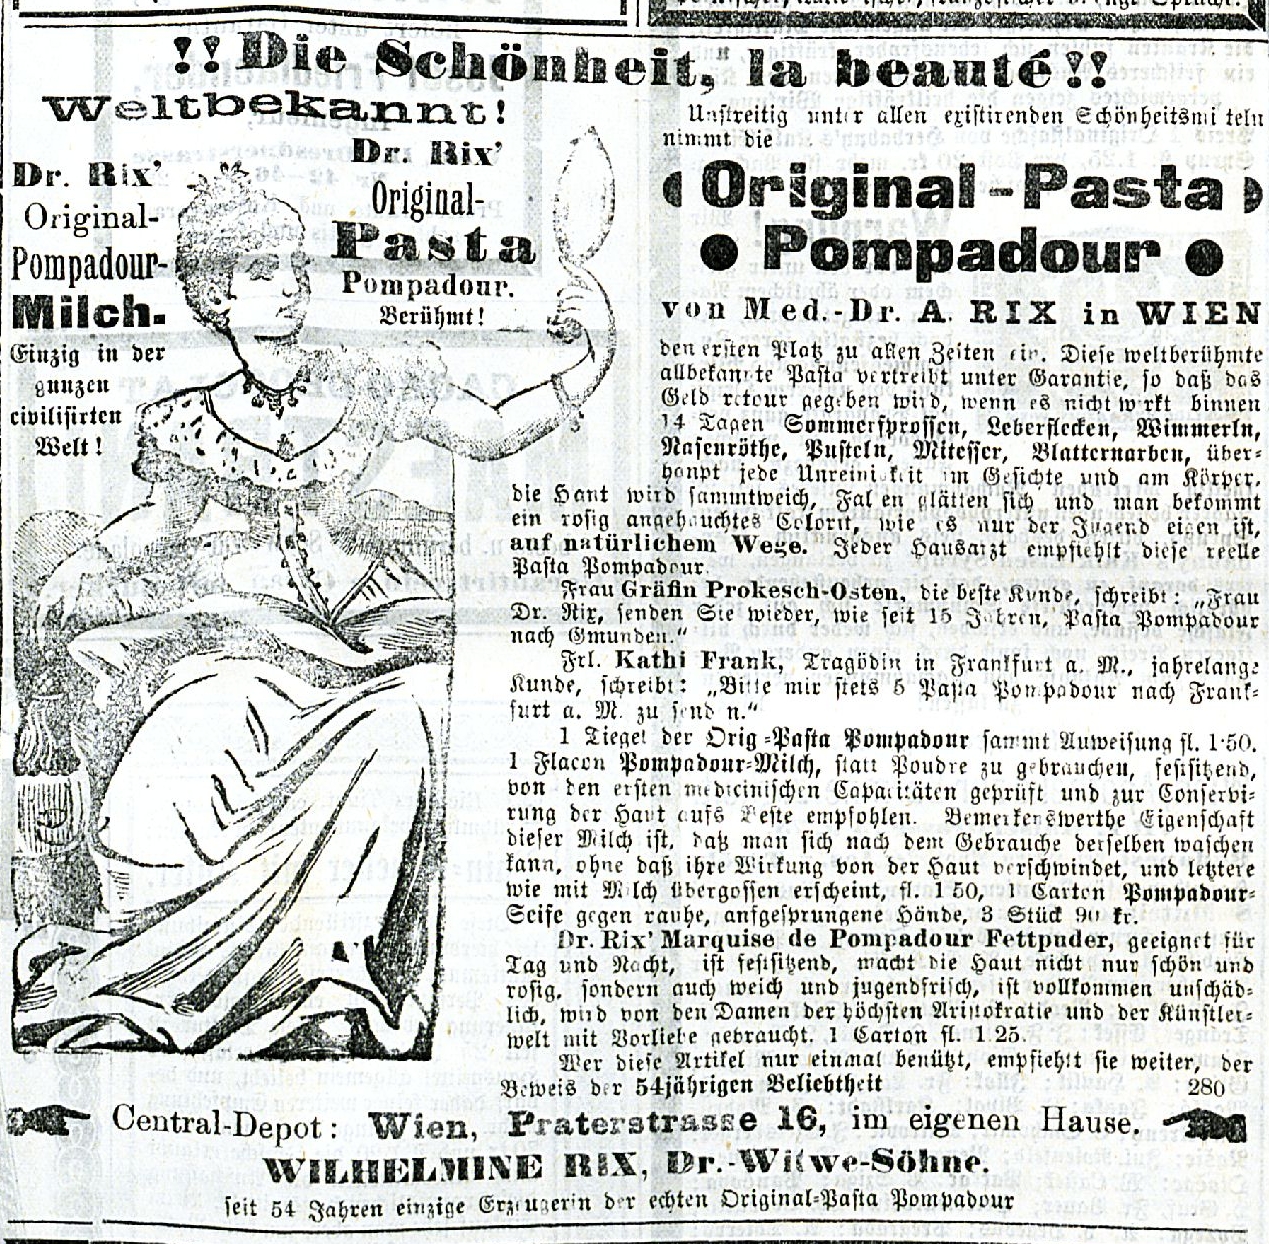 !! Die Schönheit, la beauté !!
Weltbekannt!
Dr. Rix'
Original-
Pompadour-
Milch.
Einzig in der
ganzen
civilisirten
Welt!
Dr. Rix'
Original-
Pasta
Pompadour.
Berühmt!
Unstreitig unter allen existirenden Schönheitsmitteln
nimmt die
Original-Pasta
Pompadour
von Med.-Dr. A. RIX in WIEN
den ersten Platz zu allen Zeiten ein. Diese weltberühmte
allbekannte Pasta vertreibt unter Garantie, so daß das
Geld retour gegeben wird, wenn es nicht wirkt binnen
14 Tagen Sommersprossen, Leberflecken, Wimmerln,
Nasenröthe, Pusteln, Mitesser, Blatternarben, über-
haupt jede Unreinigkeit im Gesichte und am Körper,
die Haut wird sammtweich, Falten glätten sich und man bekommt
ein rosig angehauchtes Colorit, wie es nur der Jugend eigen ist,
auf natürlichem Wege. Jeder Hausarzt empfiehlt diese reelle
Pasta Pompadour.
Frau Gräfin Prokesch-Osten, die beste Kunde, schreibt: „Frau
Dr. Rix, senden Sie wieder, wie seit 15 Jahren, Pasta Pompadour
nach Gmunden.“
Frl. Kathi Frank, Tragödin in Frankfurt a. M., jahrelange
Kunde, schreibt: „Bitte mir stets 5 Pasta Pompadour nach Frank-
furt a. M. zu senden.“
1 Tiegel der Orig.-Pasta Pompadour sammt Anweisung fl. 1·50.
1 Flacon Pompadour-Milch, statt Poudre zu gebrauchen, festsitzend,
von den ersten medicinischen Capacitäten geprüft und zur Conservi-
rung der Haut aufs Beste empfohlen. Bemerkenswerthe Eigenschaft
dieser Milch ist, daß man sich nach dem Gebrauche derselben waschen
kann, ohne daß ihre Wirkung von der Haut verschwindet, und letztere
wie mit Milch übergossen erscheint, fl. 1 50, 1 Carton Pompadour-
Seife gegen rauhe, aufgesprungene Hände, 3 Stück 90 kr.
Dr. Rix' Marquise de Pompadour Fettpuder, geeignet für
Tag und Nacht, ist festsitzend, macht die Haut nicht nur schön und
rosig, sondern auch weich und jugendfrisch, ist vollkommen unschäd-
lich, wird von den Damen der höchsten Aristokratie und der Künstler-
welt mit Vorliebe gebraucht. 1 Carton fl. 1.25.
Wer diese Artikel nur einmal benützt, empfiehlt sie weiter, der
Beweis der 54jährigen Beliebtheit 280
Central-Depot: Wien, Praterstrasse 16, im eigenen Hause.
WILHELMINE RIX, Dr.-Witwe-Söhne.
seit 54 Jahren einzige Erzeugerin der echten Original-Pasta Pompadour